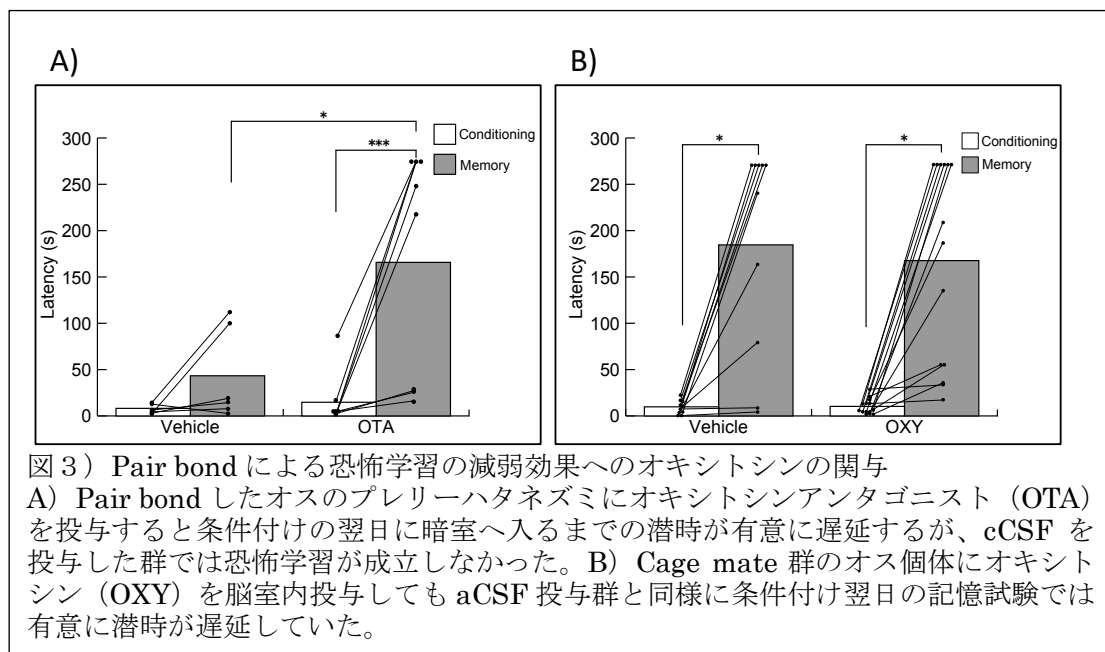 A)
B)
*
***
Conditioning
Memory
300
250
200
150
100
50
0
Latency (s)
Vehicle
OTA
*
*
Conditioning
Memory
300
250
200
150
100
50
0
Latency (s)
Vehicle
OXY
図３）Pair bond による恐怖学習の減弱効果へのオキシトシンの関与
A）Pair bond したオスのプレリーハタネズミにオキシトシンアンタゴニスト（OTA）
を投与すると条件付けの翌日に暗室へ入るまでの潜時が有意に遅延するが、cCSF を
投与した群では恐怖学習が成立しなかった。B）Cage mate 群のオス個体にオキシト
シン（OXY）を脳室内投与しても aCSF 投与群と同様に条件付け翌日の記憶試験では
有意に潜時が遅延していた。